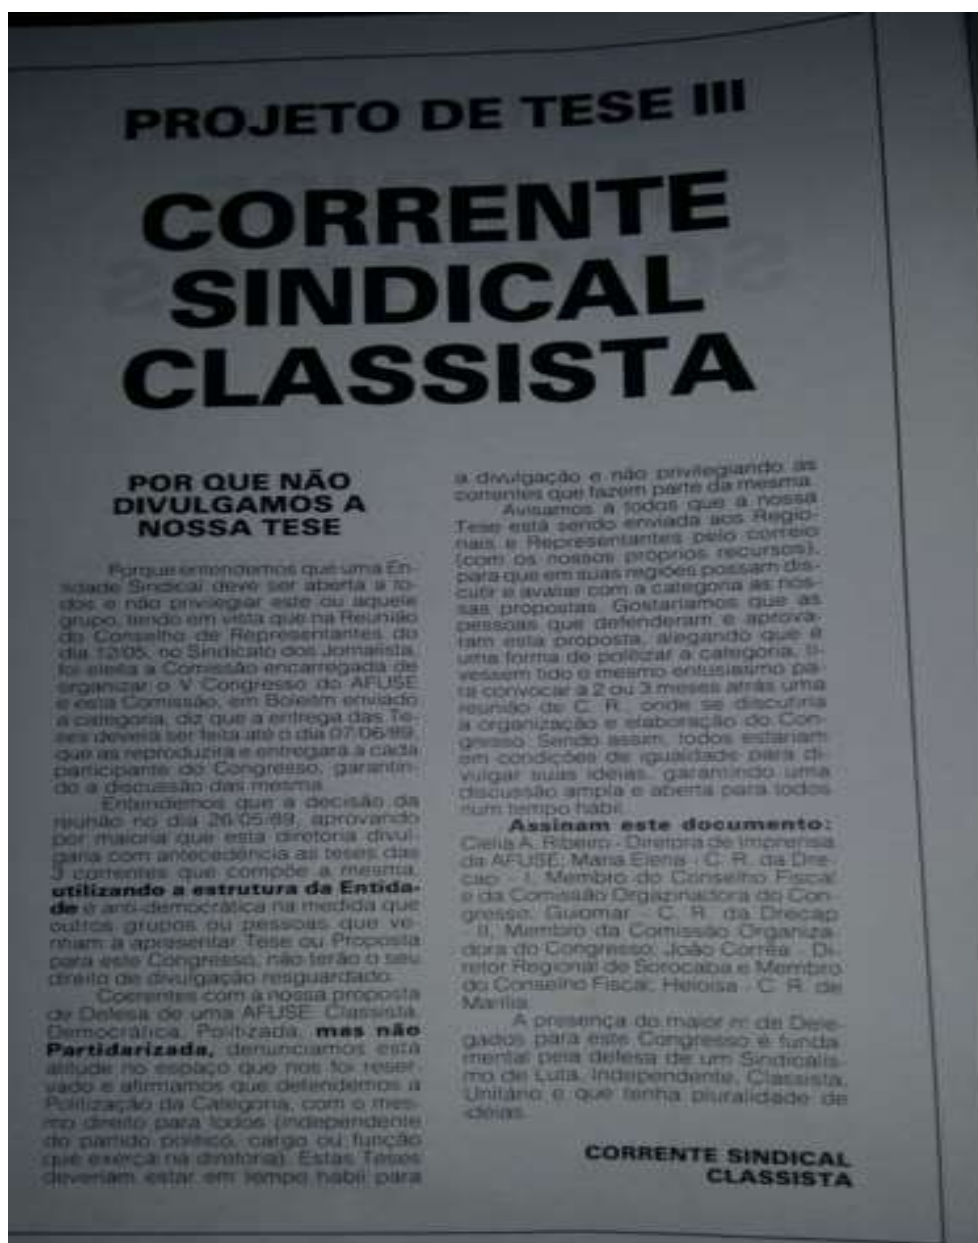 PROJETO DE TESE III
CORRENTE
SINDICAL
CLASSISTA
POR QUE NÃO
DIVULGAMOS A
NOSSA TESE
Porque entendemos que uma En-
tidade Sindical deve ser aberta a to-
dos e não privilegiar este ou aquele
grupo, tendo em vista que na Reunião
do Conselho de Representantes do
dia 12/05, no Sindicato dos Jornalista,
foi eleita a Comissão encarregada de
organizar o V Congresso da AFUSE
e esta Comissão, em Boletim enviado
a categoria, diz que a entrega das Te-
ses deverá ser feita até o dia 07/06/89,
que as reproduzirá e entregará a cada
participante do Congresso, garantin-
do a discussão das mesma.
Entendemos que a decisão da
reunião no dia 26/05/89, aprovando
por maioria que esta diretoria divul-
garia com antecedência as teses das
3 correntes que compõe a mesma,
utilizando a estrutura da Entida-
de é anti-democrática na medida que
outros grupos ou pessoas que ve-
nham a apresentar Tese ou Proposta
para este Congresso, não terão o seu
direito de divulgação resguardado.
Coerentes com a nossa proposta
de Defesa de uma AFUSE Classista,
Democrática, Politizada, mas não
Partidarizada, denunciamos esta
atitude no espaço que nos foi reser-
vado e afirmamos que defendemos a
Politização da Categoria, com o mes-
mo direito para todos (independente
do partido político, cargo ou função
que exerça na diretoria). Estas Teses
deveriam estar em tempo hábil para
a divulgação e não privilegiando as
correntes que fazem parte da mesma.
Avisamos a todos que a nossa
Tese está sendo enviada aos Regio-
nais e Representantes pelo correio
(com os nossos próprios recursos),
para que em suas regiões possam dis-
cutir e avaliar com a categoria as nos-
sas propostas. Gostaríamos que as
pessoas que defenderam e aprova-
ram esta proposta, alegando que é
uma forma de politizar a categoria, ti-
vessem tido o mesmo entusiasmo pa-
ra convocar a 2 ou 3 meses atrás uma
reunião de C. R., onde se discutiria
a organização e elaboração do Con-
gresso. Sendo assim, todos estariam
em condições de igualdade para di-
vulgar suas ideias, garantindo uma
discussão ampla e aberta para todos
num tempo hábil.
Assinam este documento:
Clelia A. Ribeiro - Diretora de Imprensa
da AFUSE; Maria Elena - C. R. da Dre-
cap - I, Membro do Conselho Fiscal
e da Comissão Orgazinadora do Con-
gresso; Guiomar - C. R. da Drecap
- II, Membro da Comissão Organiza-
dora do Congresso; João Corrêa - Di-
retor Regional de Sorocaba e Membro
do Conselho Fiscal; Heloisa - C. R. de
Marília.
A presença do maior nº de Dele-
gados para este Congresso é funda-
mental pela defesa de um Sindicalis-
mo de Luta, Independente, Classista,
Unitário e que tenha pluralidade de
idéias.
CORRENTE SINDICAL
CLASSISTA